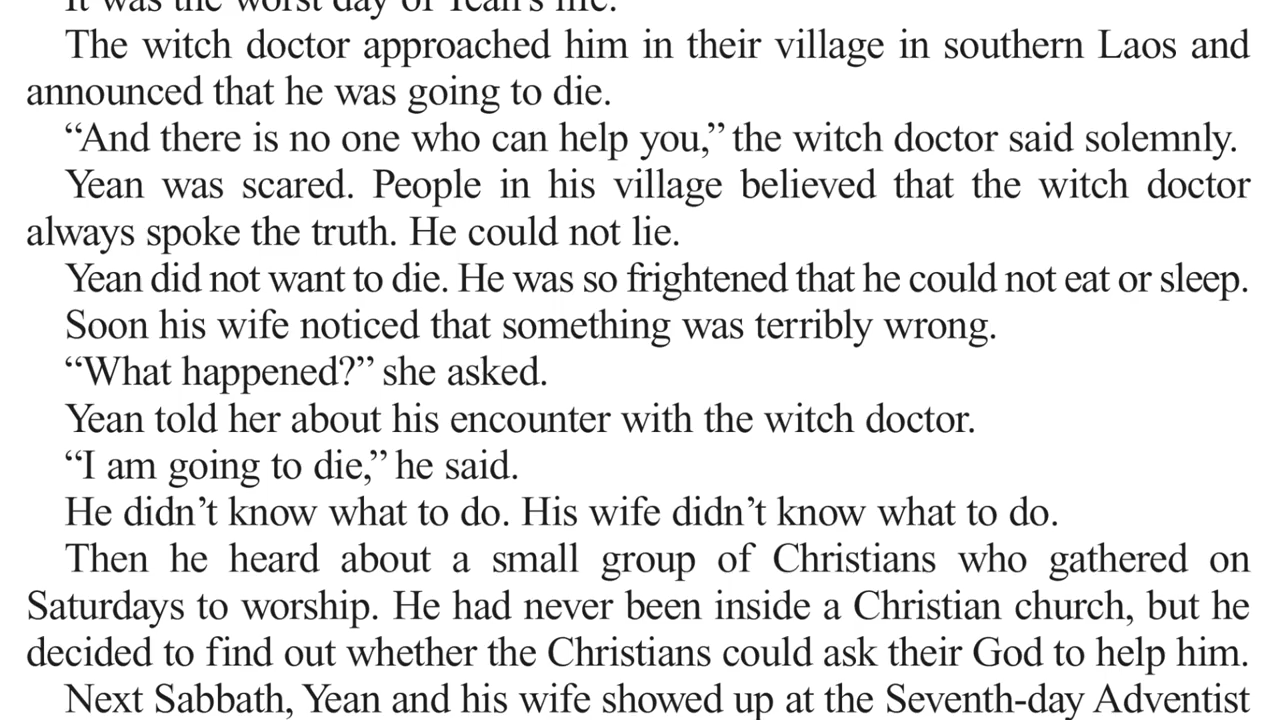 It was the worst day of Yean's life.
The witch doctor approached him in their village in southern Laos and
announced that he was going to die.
“And there is no one who can help you,” the witch doctor said solemnly.
Yean was scared. People in his village believed that the witch doctor
always spoke the truth. He could not lie.
Yean did not want to die. He was so frightened that he could not eat or sleep.
Soon his wife noticed that something was terribly wrong.
“What happened?” she asked.
Yean told her about his encounter with the witch doctor.
“I am going to die,” he said.
He didn’t know what to do. His wife didn’t know what to do.
Then he heard about a small group of Christians who gathered on
Saturdays to worship. He had never been inside a Christian church, but he
decided to find out whether the Christians could ask their God to help him.
Next Sabbath, Yean and his wife showed up at the Seventh-day Adventist